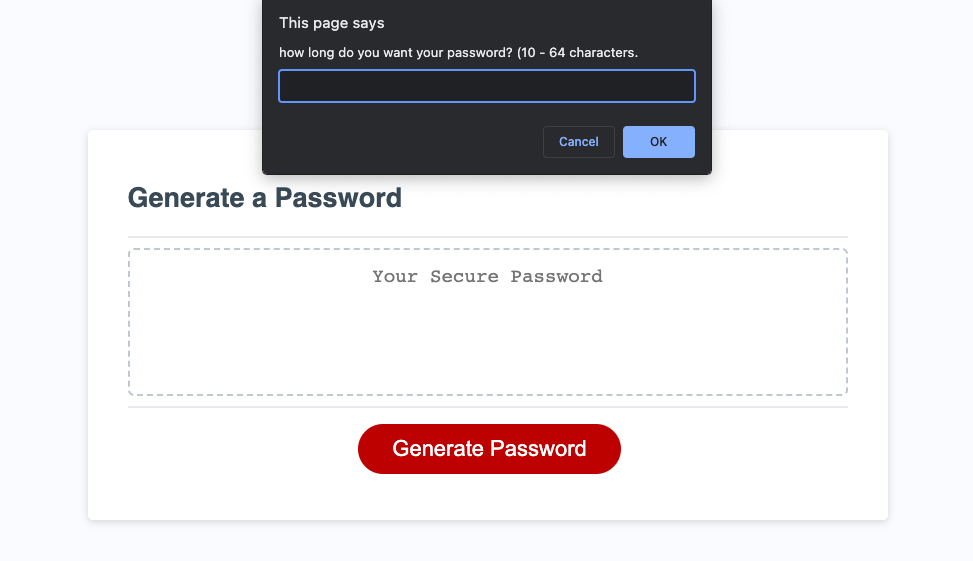 This page says
how long do you want your password? (10 - 64 characters.
Cancel
OK
Generate a Password
Your Secure Password
Generate Password